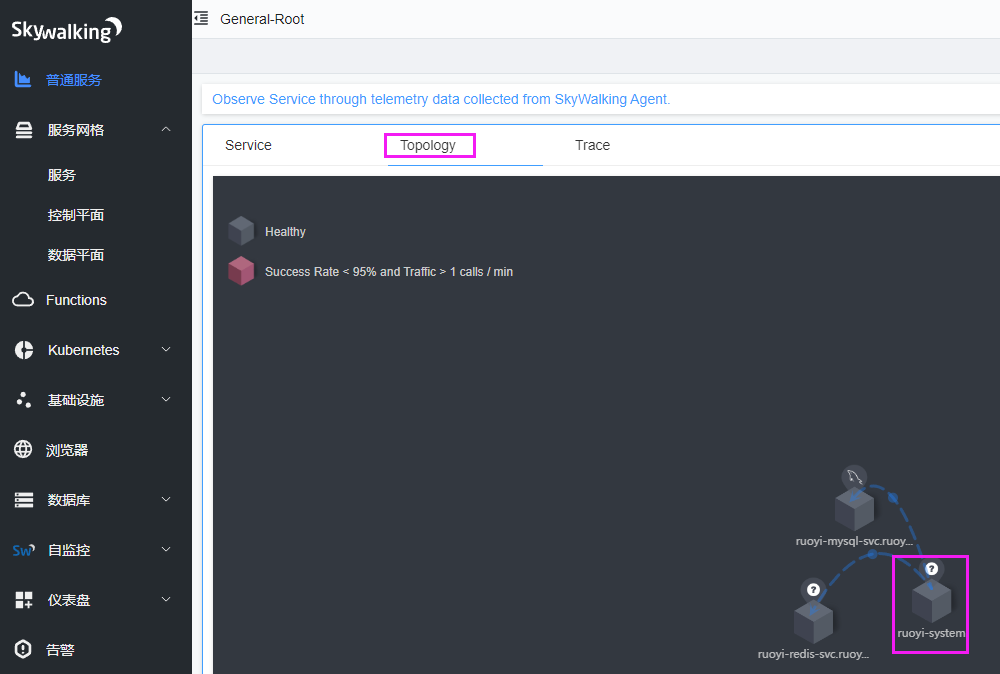 Skywalking
General-Root
普通服务
服务网格
服务
控制平面
数据平面
Functions
Kubernetes
基础设施
浏览器
数据库
Sw
自监控
仪表盘
告警
Observe Service through telemetry data collected from SkyWalking Agent.
Service
Topology
Trace
Healthy
Success Rate < 95% and Traffic > 1 calls / min
ruoyi-mysql-svc.ruoy...
?
ruoyi-system
?
ruoyi-redis-svc.ruoy...